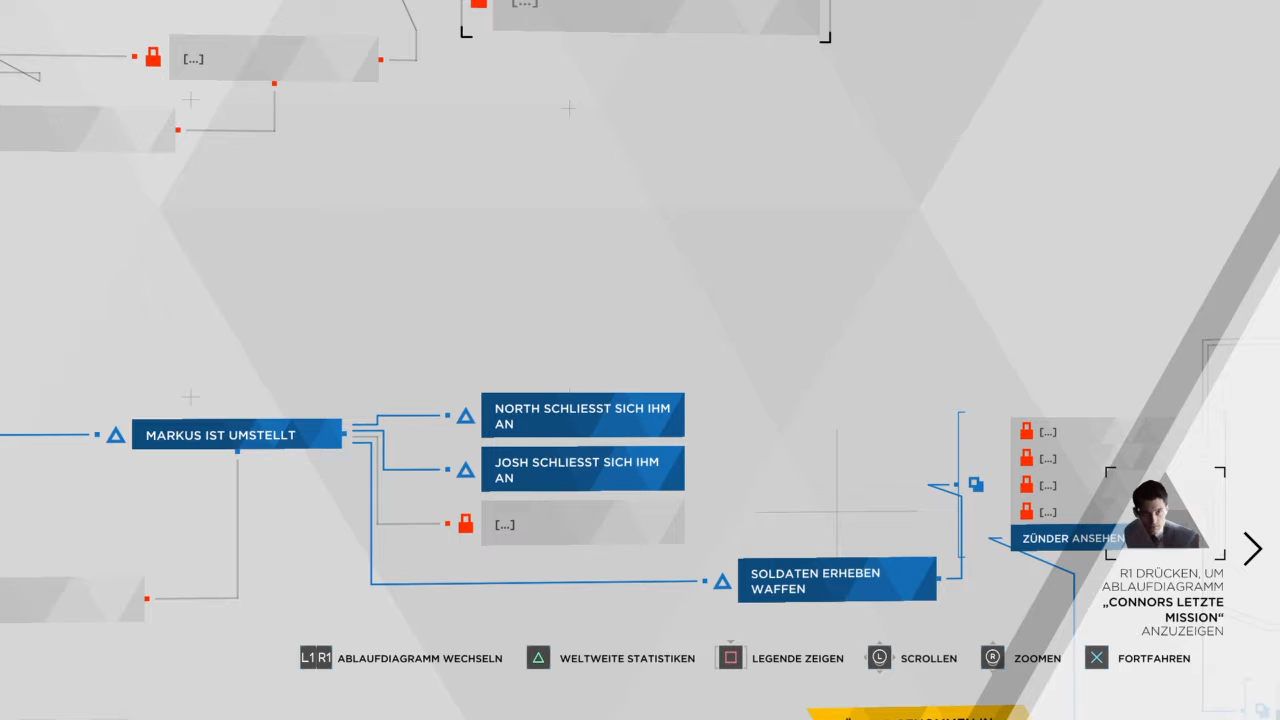 [...]
[...]
MARKUS IST UMSTELLT
NORTH SCHLIESST SICH IHM
AN
JOSH SCHLIESST SICH IHM
AN
[...]
SOLDATEN ERHEBEN
WAFFEN
[...]
[...]
[...]
[...]
ZÜNDER ANSEHEN
R1 DRÜCKEN, UM
ABLAUFDIAGRAMM
„CONNORS LETZTE
MISSION“
ANZUZEIGEN
L1 R1 ABLAUFDIAGRAMM WECHSELN
WELTWEITE STATISTIKEN
LEGENDE ZEIGEN
L SCROLLEN
R ZOOMEN
FORTFAHREN